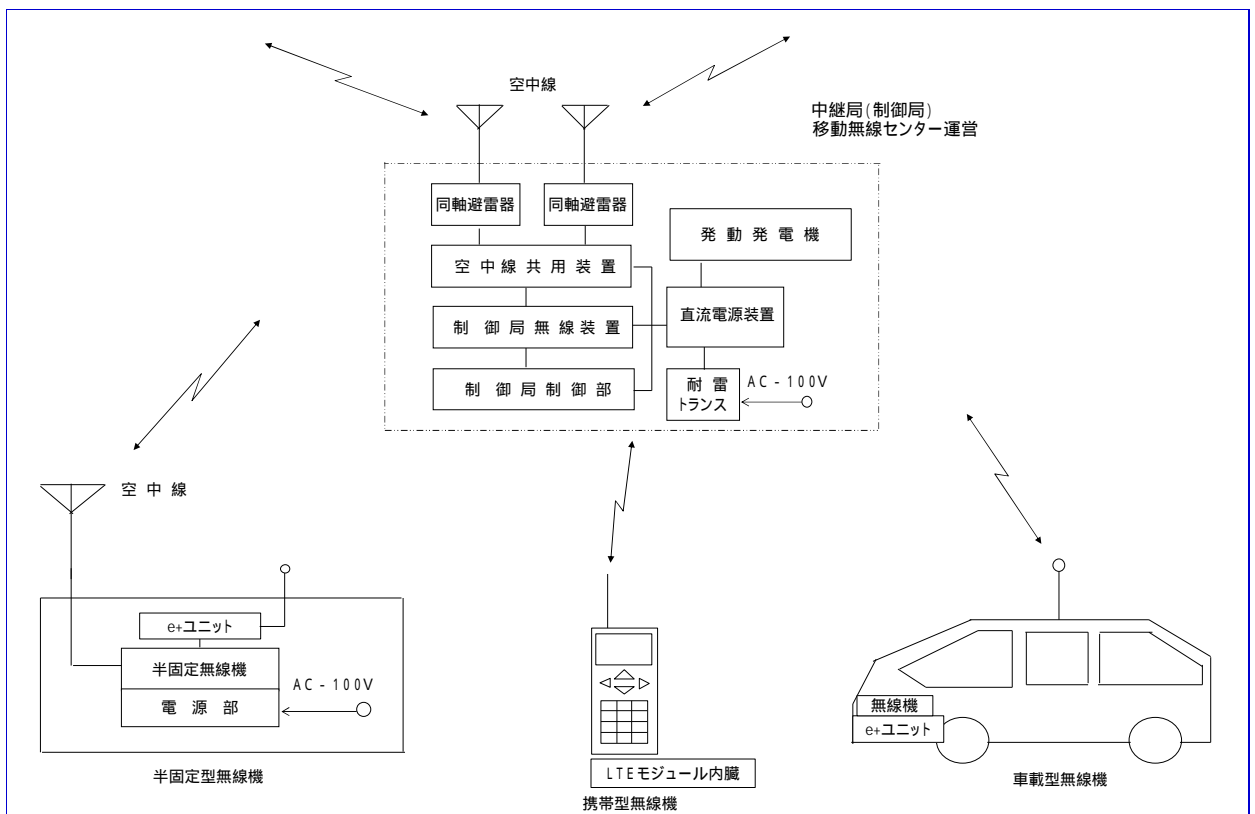 空中線
中継局(制御局)
移動無線センター運営
同軸避雷器
同軸避雷器
発動発電機
空中線共用装置
直流電源装置
制御局無線装置
制御局制御部
耐雷
トランス
AC-100V
空中線
e+ユニット
半固定無線機
電源部
AC-100V
半固定型無線機
LTEモジュール内臓
携帯型無線機
無線機
e+ユニット
車載型無線機